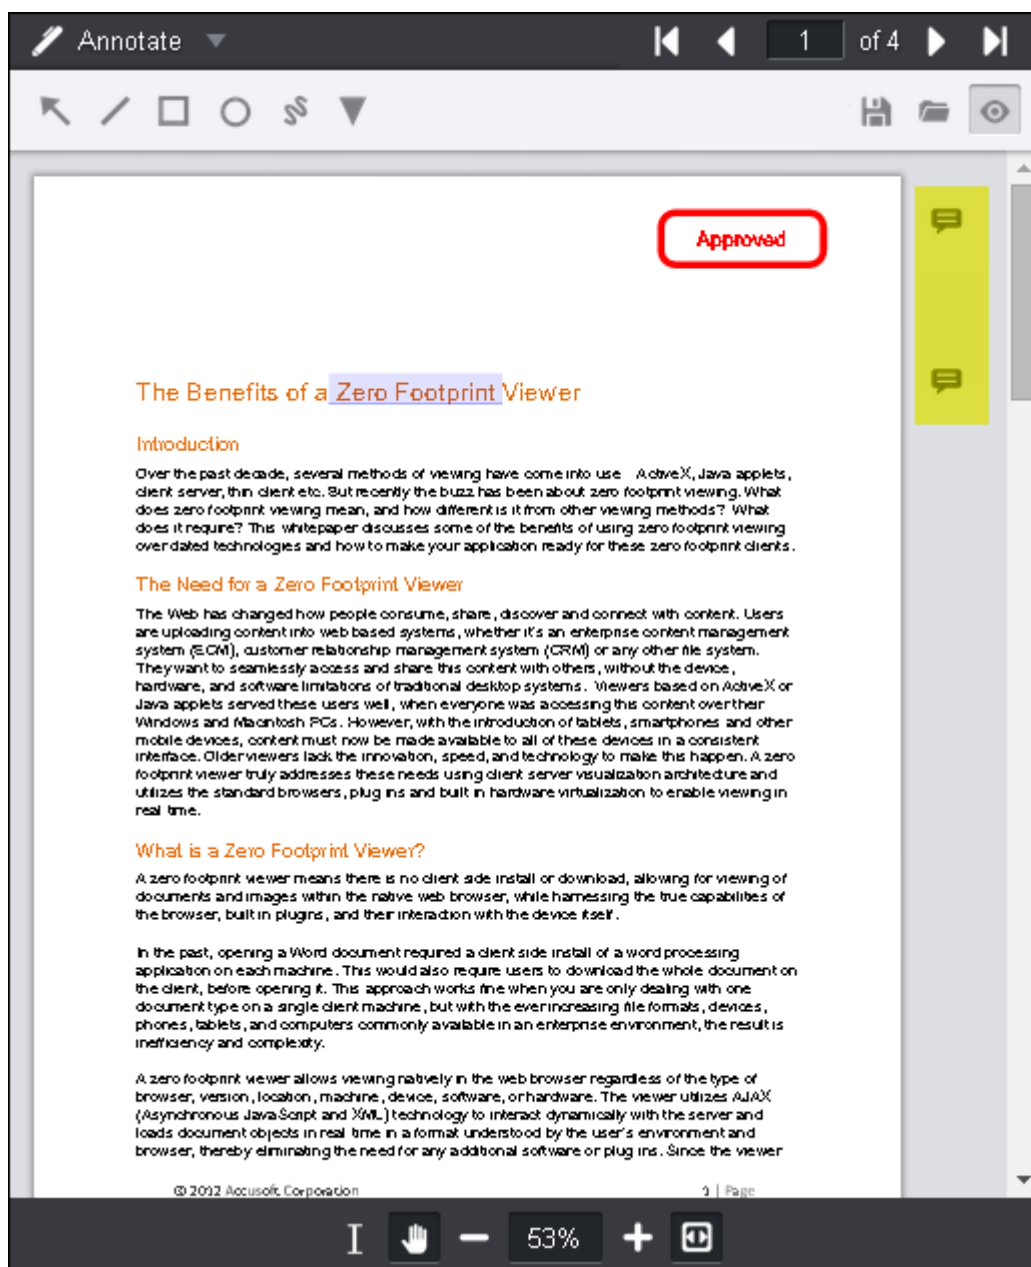 Annotate
1 of 4
Approved
The Benefits of a Zero Footprint Viewer
Introduction
Over the past decade, several methods of viewing have come into use   ActiveX, Java applets,
client server, thin client etc. But recently the buzz has been about zero footprint viewing. What
does zero footprint viewing mean, and how different is it from other viewing methods? What
does it require? This whitepaper discusses some of the benefits of using zero footprint viewing
over dated technologies and how to make your application ready for these zero footprint clients.
The Need for a Zero Footprint Viewer
The Web has changed how people consume, share, discover and connect with content. Users
are uploading content into web based systems, whether it's an enterprise content management
system (ECM), customer relationship management system (CRM) or any other file system.
They want to seamlessly access and share this content with others, without the device,
hardware, and software limitations of traditional desktop systems. Viewers based on ActiveX or
Java applets served these users well, when everyone was accessing this content over their
Windows and Macintosh PCs. However, with the introduction of tablets, smartphones and other
mobile devices, content must now be made available to all of these devices in a consistent
interface. Older viewers lack the innovation, speed, and technology to make this happen. A zero
footprint viewer truly addresses these needs using client server visualization architecture and
utilizes the standard browsers, plug ins and built in hardware virtualization to enable viewing in
real time.
What is a Zero Footprint Viewer?
A zero footprint viewer means there is no client side install or download, allowing for viewing of
documents and images within the native web browser, while harnessing the true capabilities of
the browser, built in plugins, and their interaction with the device itself.
In the past, opening a Word document required a client side install of a word processing
application on each machine. This would also require users to download the whole document on
the client, before opening it. This approach works fine when you are only dealing with one
document type on a single client machine, but with the ever increasing file formats, devices,
phones, tablets, and computers commonly available in an enterprise environment, the result is
inefficiency and complexity.
A zero footprint viewer allows viewing natively in the web browser regardless of the type of
browser, version, location, machine, device, software, or hardware. The viewer utilizes AJAX
(Asynchronous JavaScript and XML) technology to interact dynamically with the server and
loads document objects in real time in a format understood by the user's environment and
browser, thereby eliminating the need for any additional software or plug ins. Since the viewer
© 2012 Accusoft Corporation 1 | Page
53%